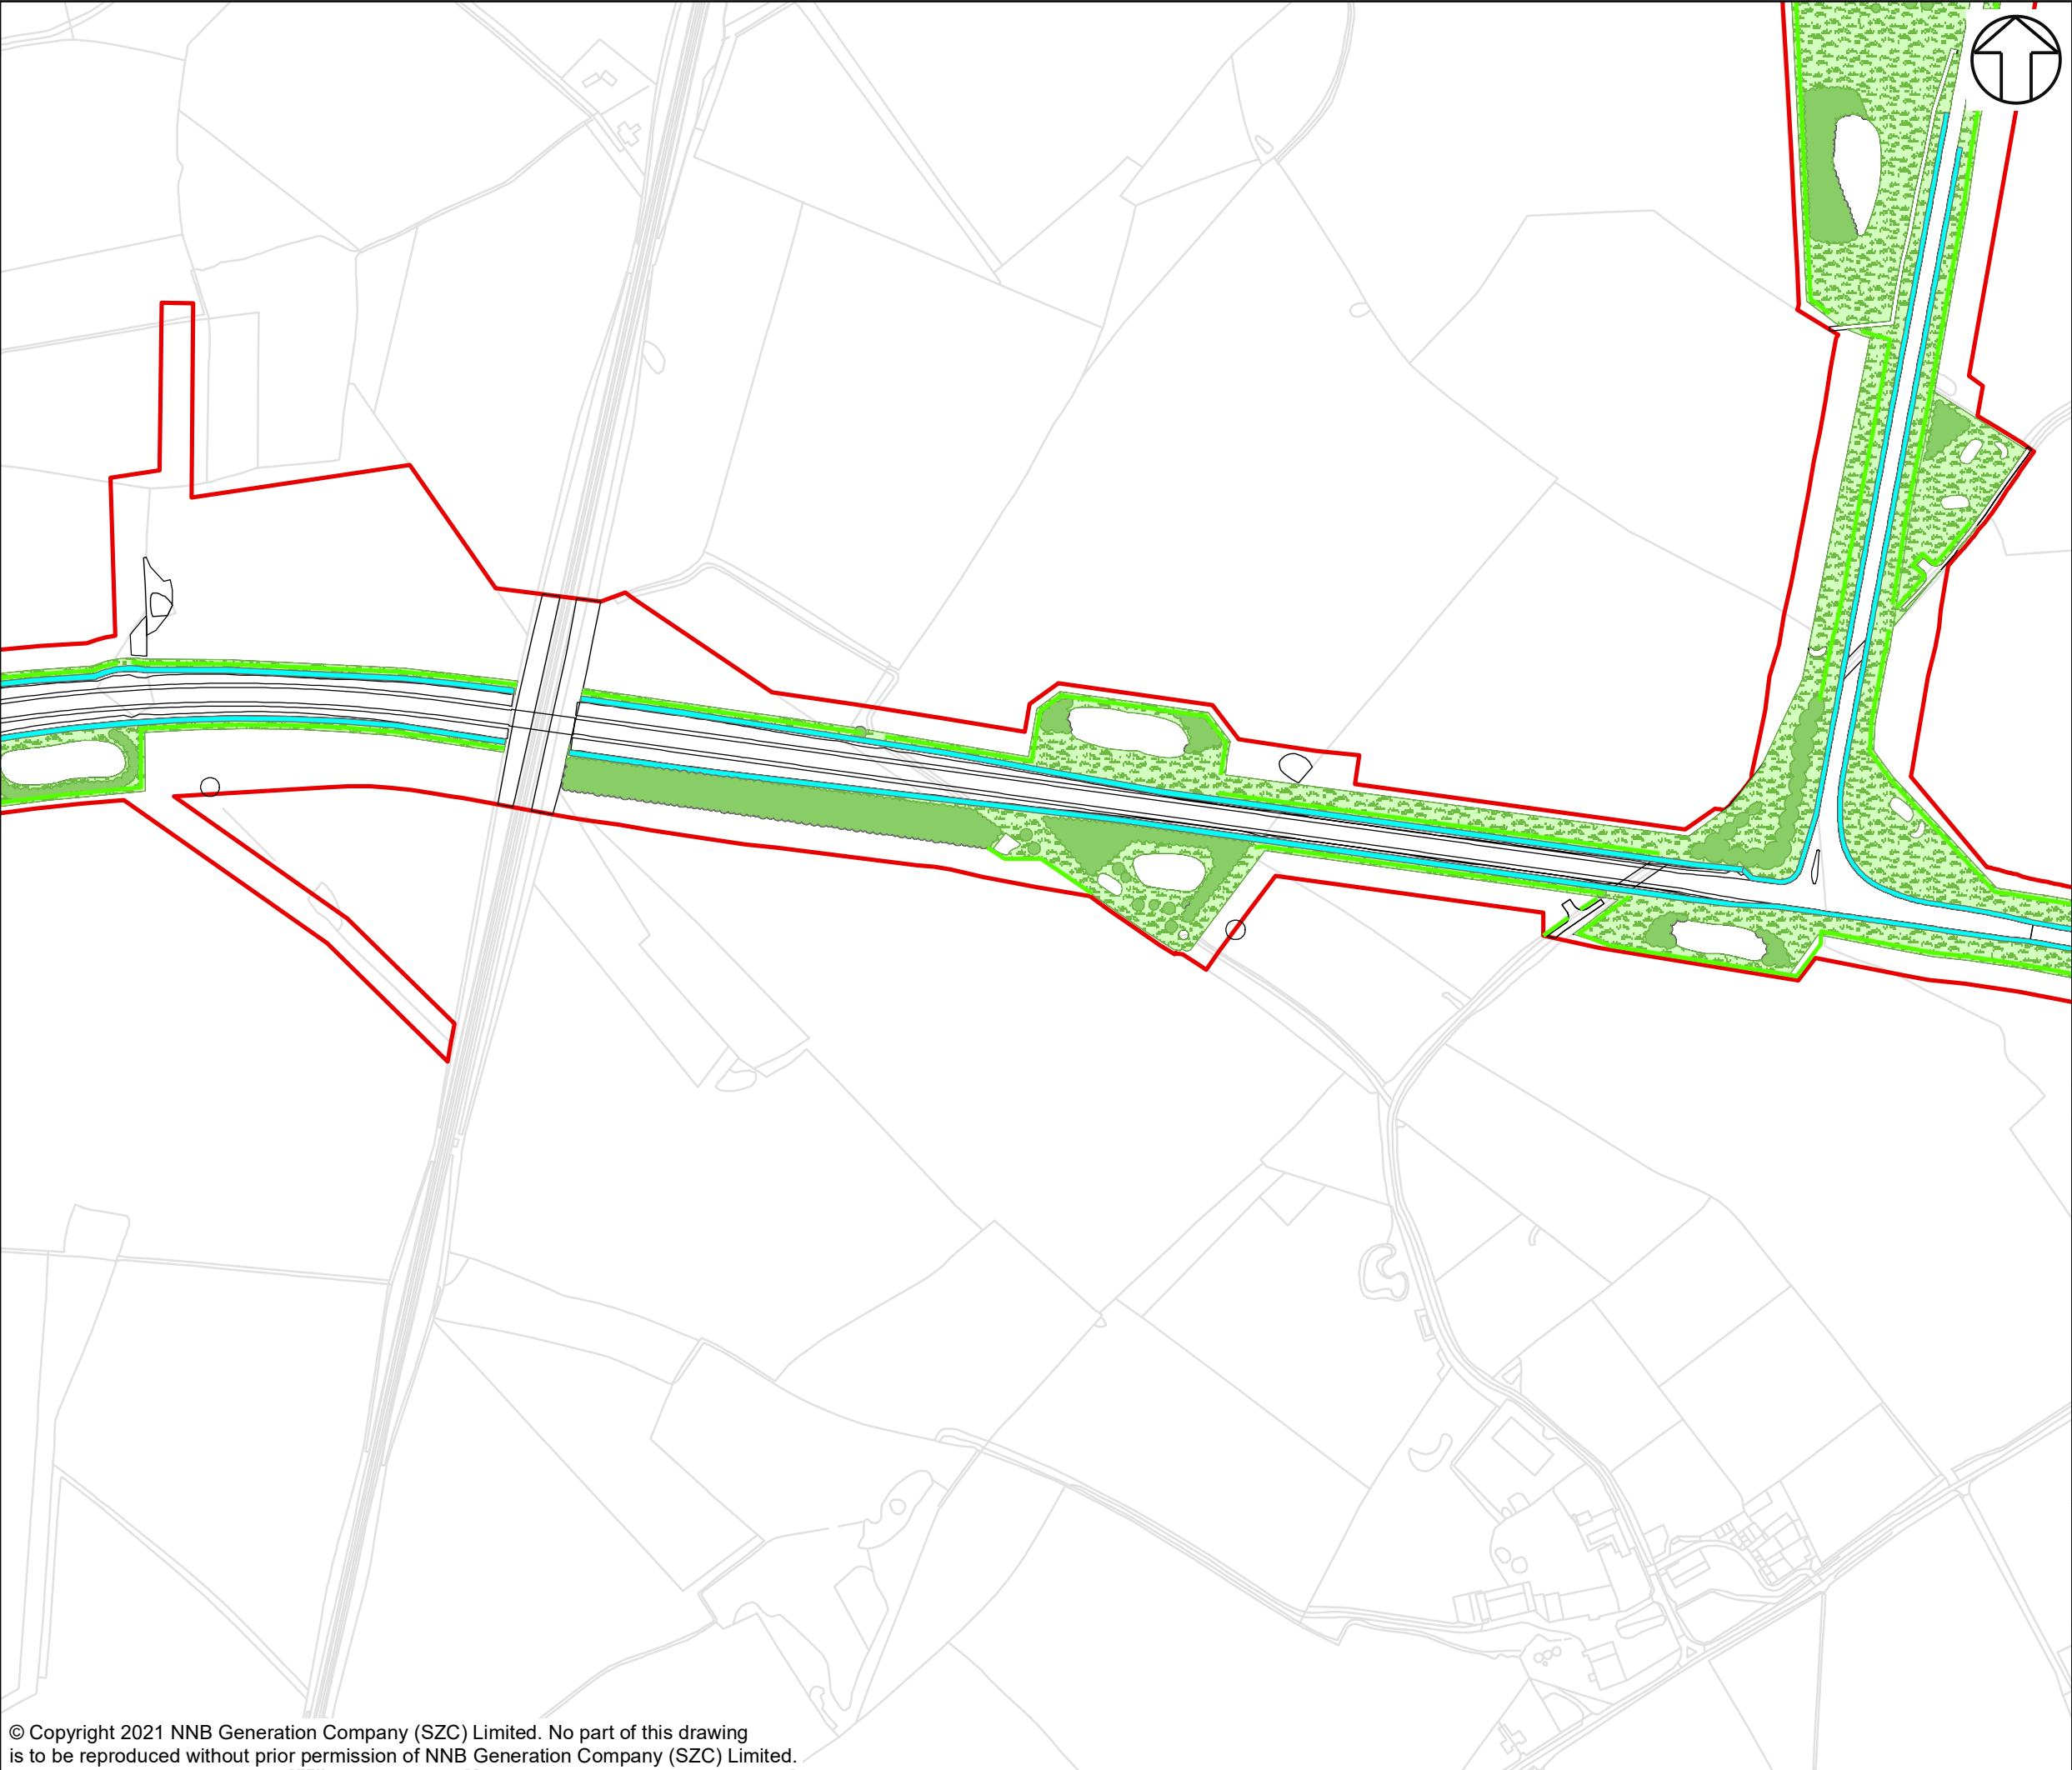 © Copyright 2021 NNB Generation Company (SZC) Limited. No part of this drawing
is to be reproduced without prior permission of NNB Generation Company (SZC) Limited.